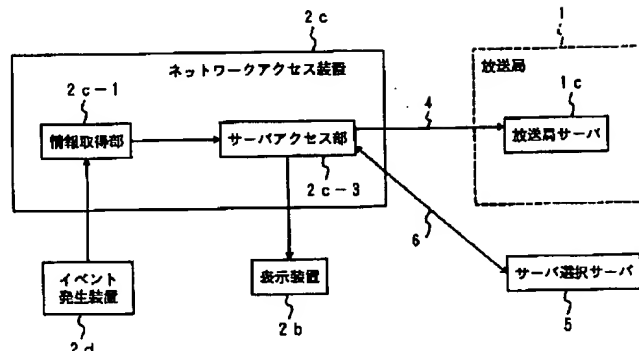 2c
1
ネットワークアクセス装置
放送局
2c-1
4
1c
情報取得部
サーバアクセス部
放送局サーバ
2c-3
6
イベント
発生装置
表示装置
サーバ選択サーバ
2d
2b
5